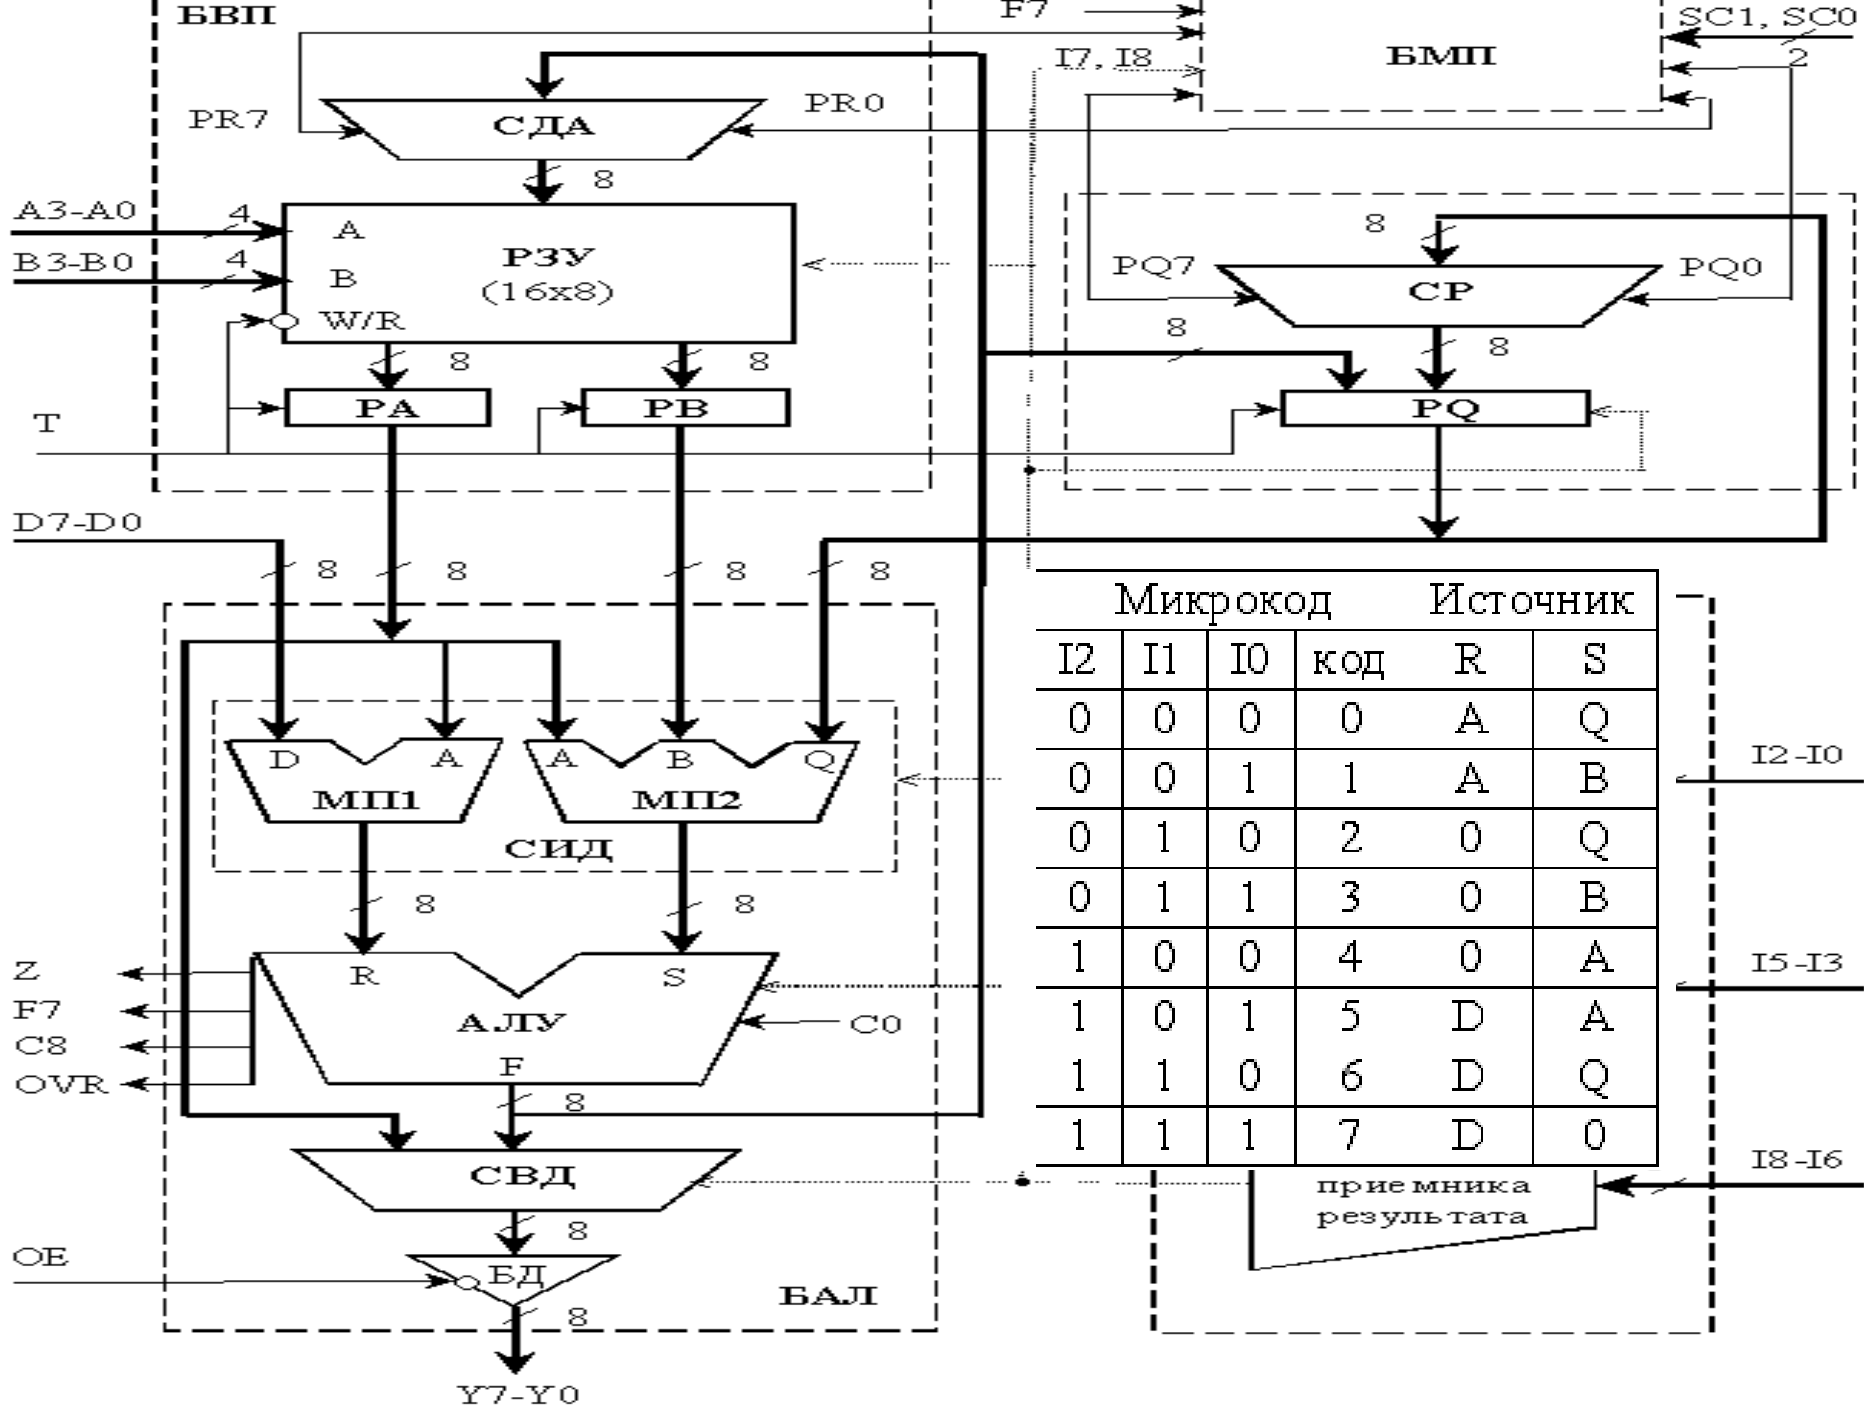 БВП
F7
SC1, SC0
I7, I8
БМП
2
PR7
СДА
PR0
8
A3-A0
4
A
B3-B0
4
B
РЗУ
(16x8)
W/R
8
8
8
PQ7
СР
PQ0
8
8
T
PA
PB
PQ
D7-D0
8
8
8
8
Микрокод Источник
I2 I1 I0 код R S
0 0 0 0 A Q
0 0 1 1 A B
0 1 0 2 0 Q
0 1 1 3 0 B
1 0 0 4 0 A
1 0 1 5 D A
1 1 0 6 D Q
1 1 1 7 D 0
I2-I0
I5-I3
I8-I6
D A A B Q
МП1 МП2
СИД
8 8
Z
F7
C8
OVR
R S
АЛУ
C0
F
8
СВД
приемника
результата
8
OE
БД
БАЛ
8
Y7-Y0